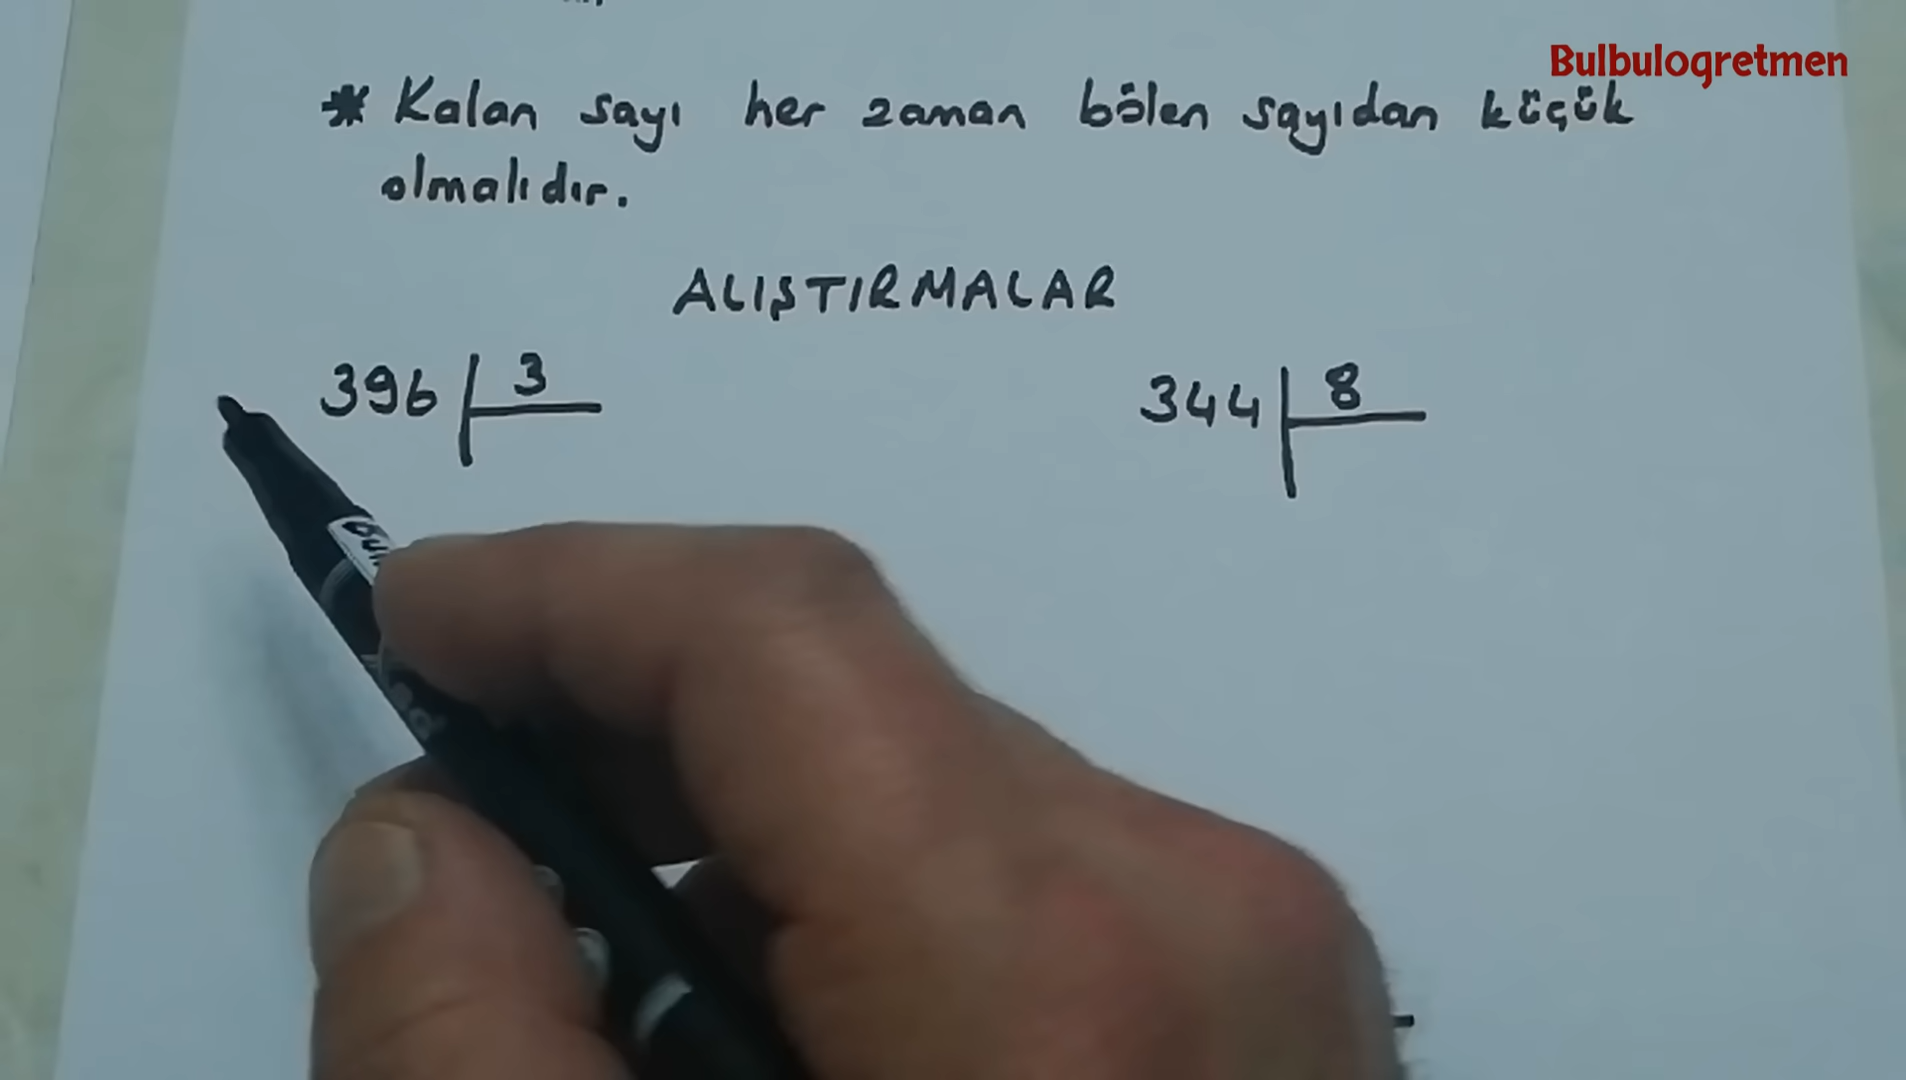 Bulbulogretmen
* Kalan sayı her zaman bölen sayıdan küçük
olmalıdır.
ALIŞTIRMALAR
396 3
344 8